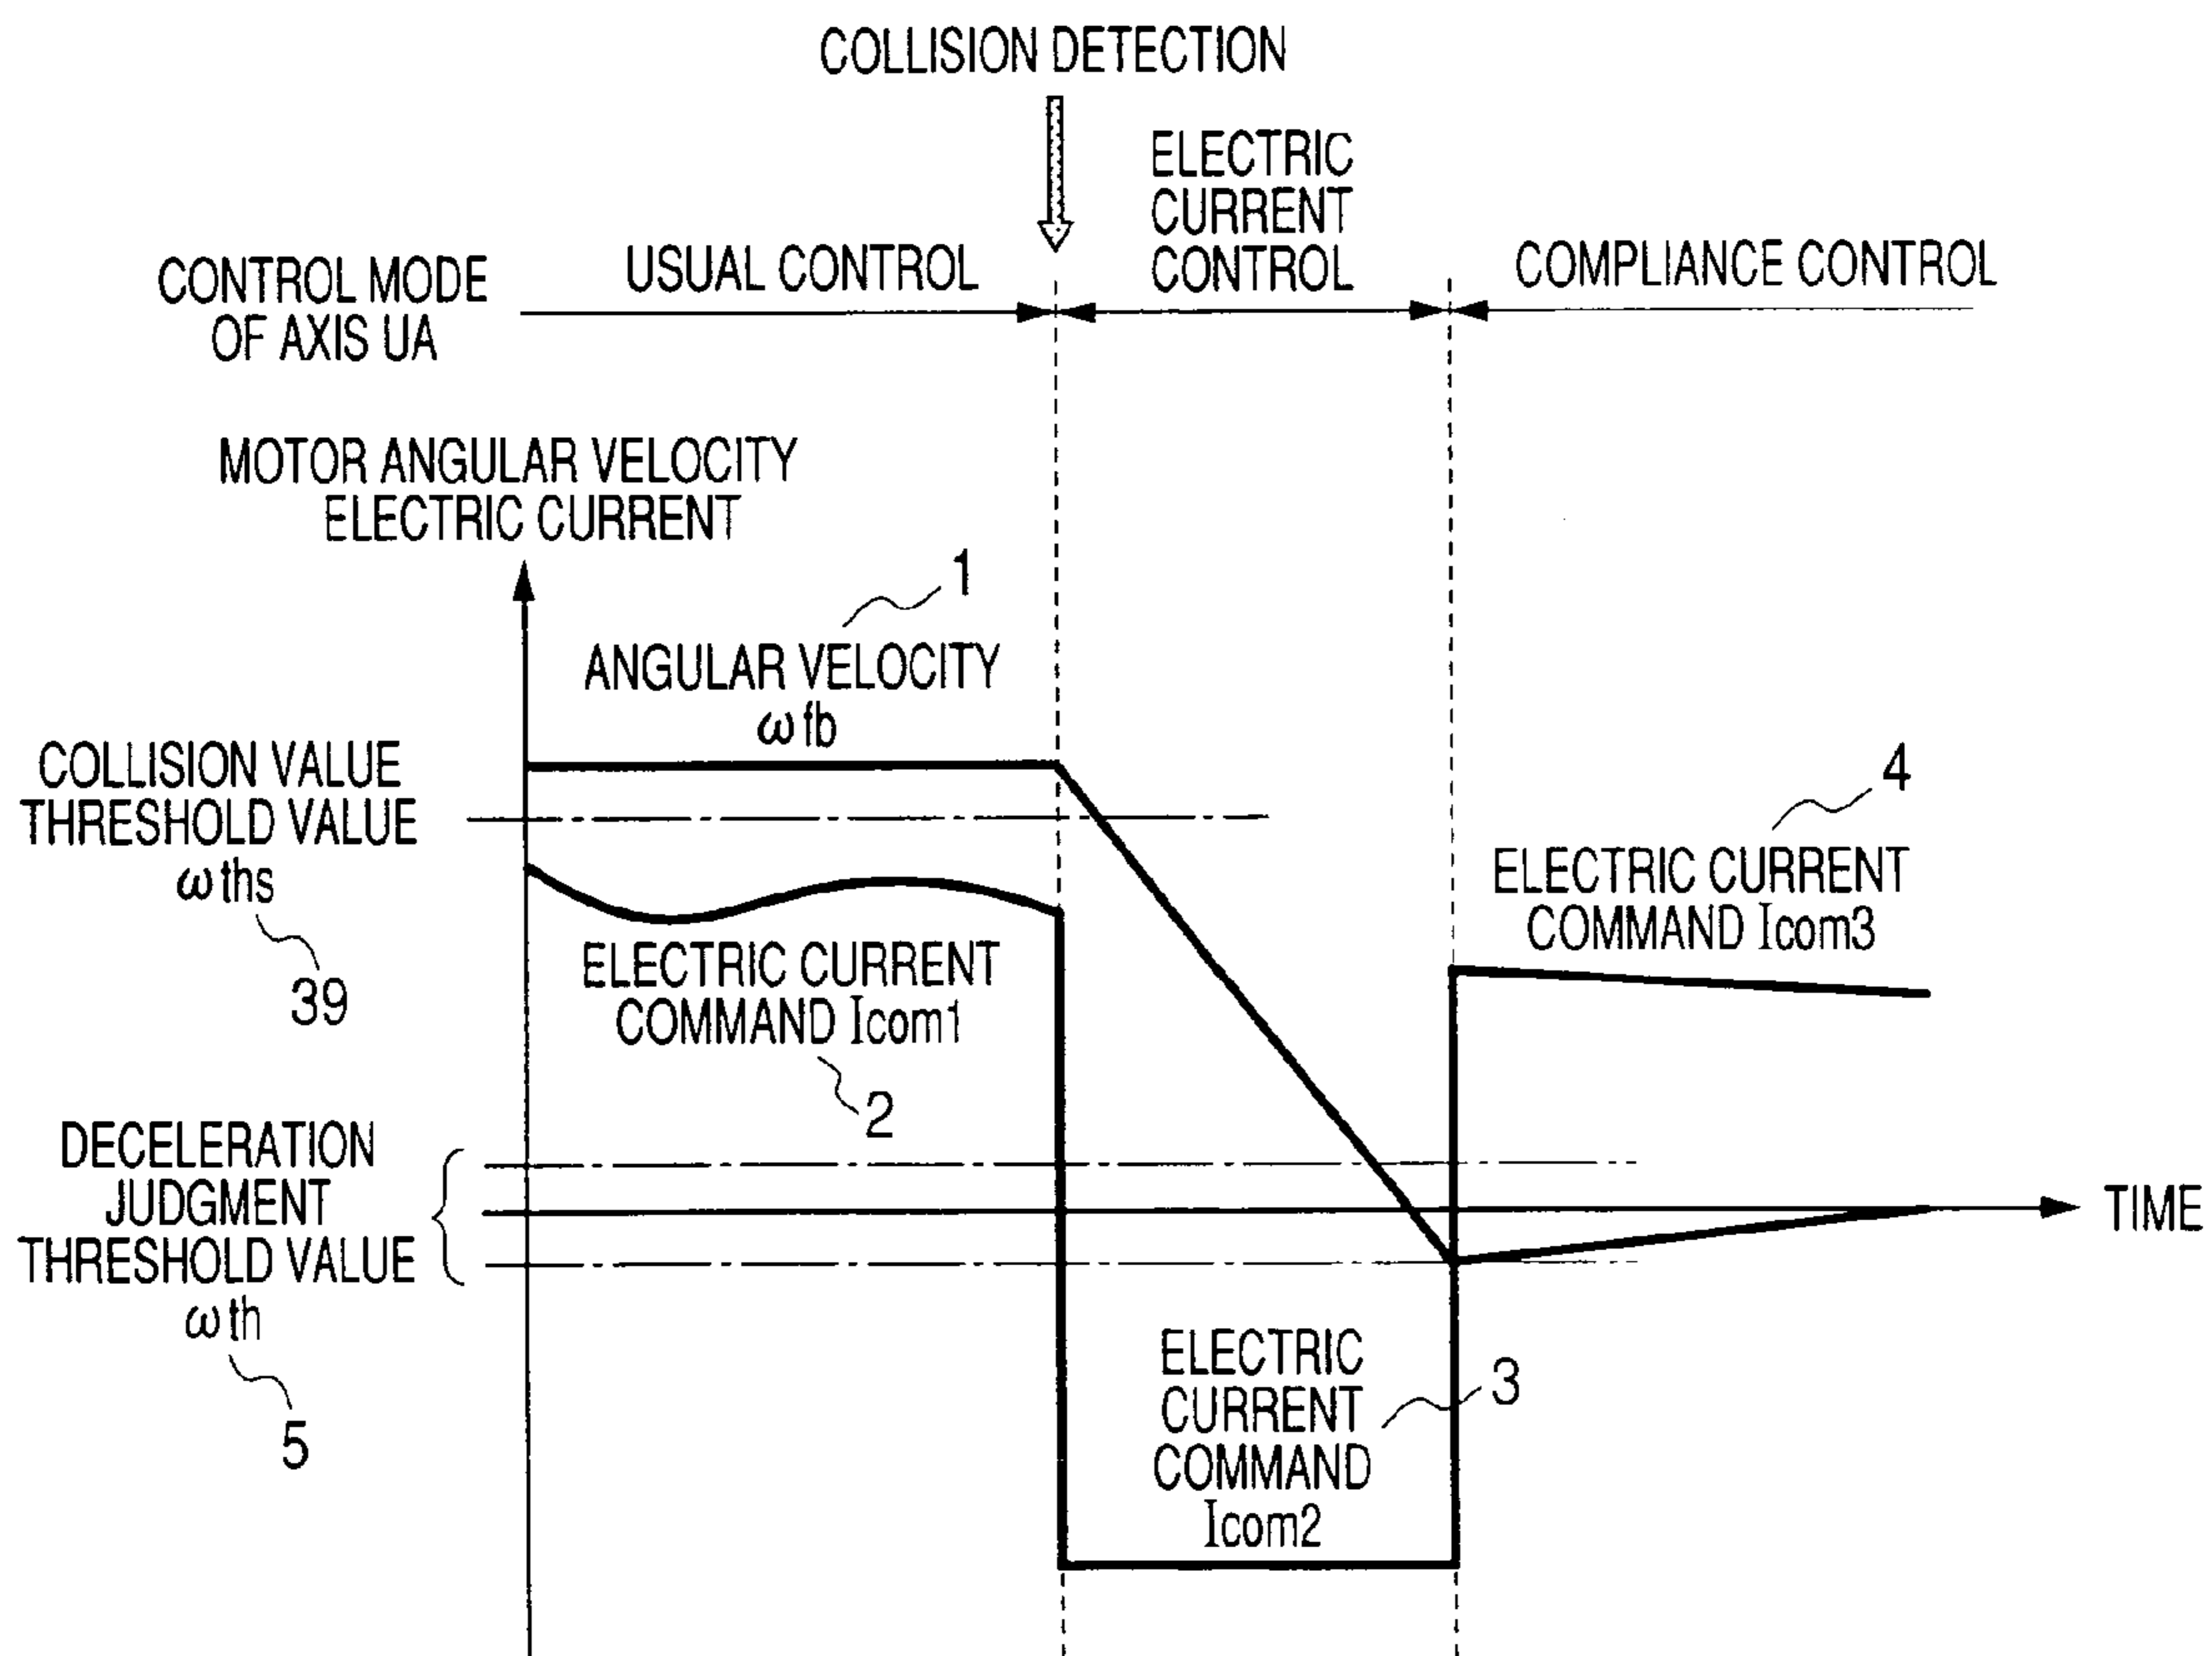 COLLISION DETECTION
ELECTRIC
CURRENT
CONTROL
CONTROL MODE
OF AXIS UA
USUAL CONTROL
COMPLIANCE CONTROL
MOTOR ANGULAR VELOCITY
ELECTRIC CURRENT
1
ANGULAR VELOCITY
ωfb
COLLISION VALUE
THRESHOLD VALUE
ωths
39
4
ELECTRIC CURRENT
COMMAND Icom3
ELECTRIC CURRENT
COMMAND Icom1
2
DECELERATION
JUDGMENT
THRESHOLD VALUE
ωth
5
TIME
ELECTRIC
CURRENT
COMMAND
Icom2
3